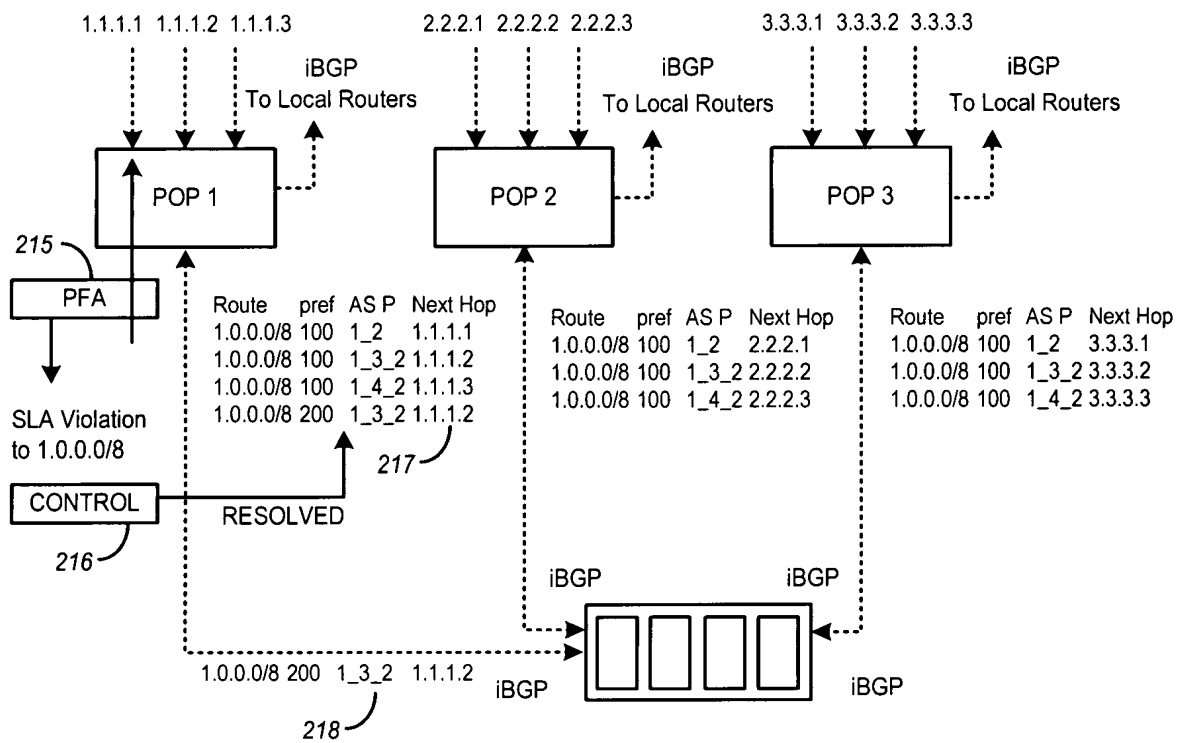 1.1.1.1 1.1.1.2 1.1.1.3
2.2.2.1 2.2.2.2 2.2.2.3
3.3.3.1 3.3.3.2 3.3.3.3
iBGP
To Local Routers
iBGP
To Local Routers
iBGP
To Local Routers
POP 1
POP 2
POP 3
215
PFA
SLA Violation
to 1.0.0.0/8
CONTROL
216
RESOLVED
Route pref AS P Next Hop
1.0.0.0/8 100 1_2 1.1.1.1
1.0.0.0/8 100 1_3_2 1.1.1.2
1.0.0.0/8 100 1_4_2 1.1.1.3
1.0.0.0/8 200 1_3_2 1.1.1.2
217
Route pref AS P Next Hop
1.0.0.0/8 100 1_2 2.2.2.1
1.0.0.0/8 100 1_3_2 2.2.2.2
1.0.0.0/8 100 1_4_2 2.2.2.3
Route pref AS P Next Hop
1.0.0.0/8 100 1_2 3.3.3.1
1.0.0.0/8 100 1_3_2 3.3.3.2
1.0.0.0/8 100 1_4_2 3.3.3.3
iBGP
iBGP
1.0.0.0/8 200 1_3_2 1.1.1.2
iBGP
iBGP
218